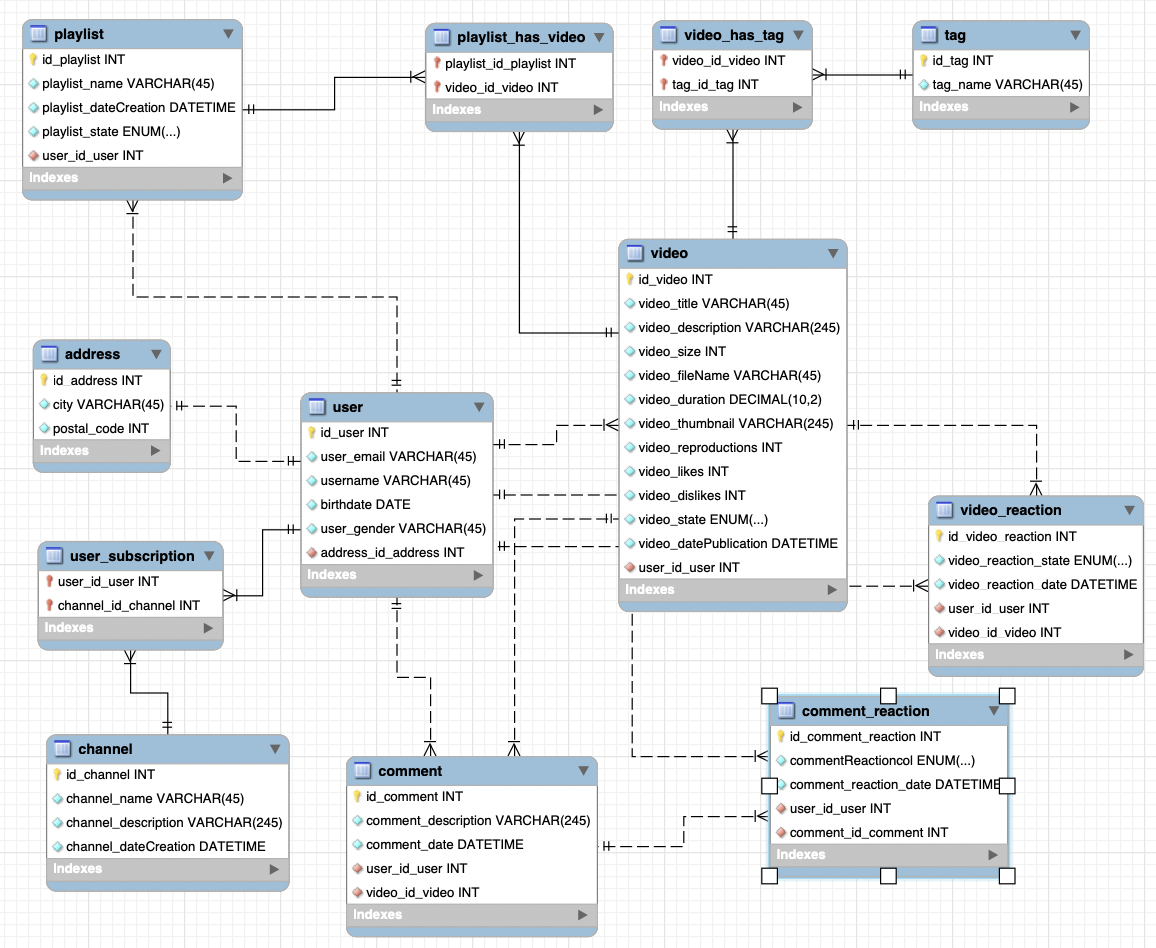 playlist
id_playlist INT
playlist_name VARCHAR(45)
playlist_dateCreation DATETIME
playlist_state ENUM(...)
user_id_user INT
Indexes
playlist_has_video
playlist_id_playlist INT
video_id_video INT
Indexes
video_has_tag
video_id_video INT
tag_id_tag INT
Indexes
tag
id_tag INT
tag_name VARCHAR(45)
Indexes
video
id_video INT
video_title VARCHAR(45)
video_description VARCHAR(245)
video_size INT
video_fileName VARCHAR(45)
video_duration DECIMAL(10,2)
video_thumbnail VARCHAR(245)
video_reproductions INT
video_likes INT
video_dislikes INT
video_state ENUM(...)
video_datePublication DATETIME
user_id_user INT
Indexes
address
id_address INT
city VARCHAR(45)
postal_code INT
Indexes
user
id_user INT
user_email VARCHAR(45)
username VARCHAR(45)
birthdate DATE
user_gender VARCHAR(45)
address_id_address INT
Indexes
video_reaction
id_video_reaction INT
video_reaction_state ENUM(...)
video_reaction_date DATETIME
user_id_user INT
video_id_video INT
Indexes
user_subscription
user_id_user INT
channel_id_channel INT
Indexes
channel
id_channel INT
channel_name VARCHAR(45)
channel_description VARCHAR(245)
channel_dateCreation DATETIME
Indexes
comment
id_comment INT
comment_description VARCHAR(245)
comment_date DATETIME
user_id_user INT
video_id_video INT
Indexes
comment_reaction
id_comment_reaction INT
commentReactioncol ENUM(...)
comment_reaction_date DATETIME
user_id_user INT
comment_id_comment INT
Indexes